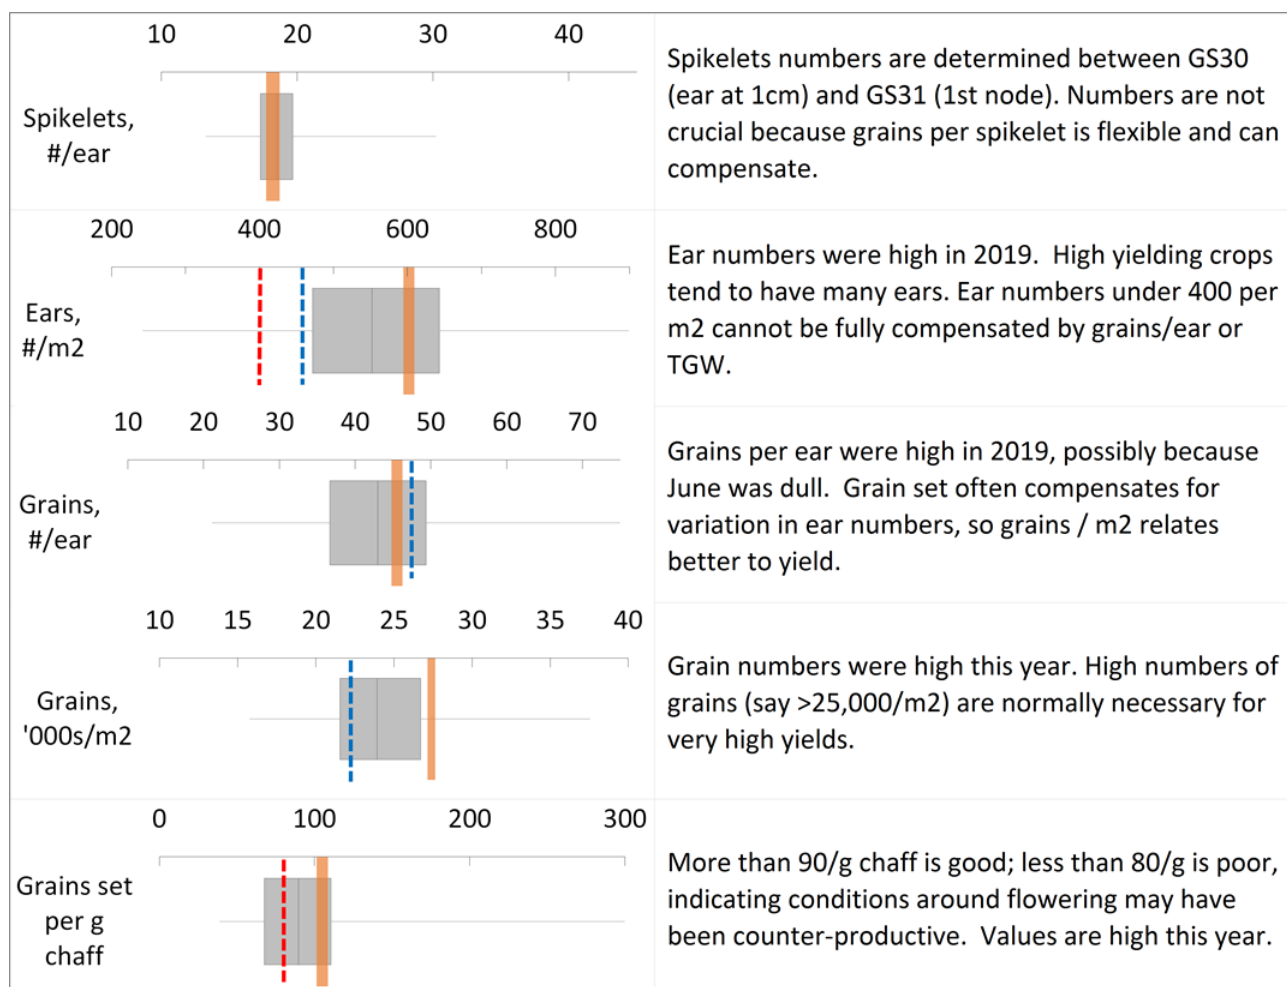 10 20 30 40
Spikelets,
#/ear
Spikelets numbers are determined between GS30
(ear at 1cm) and GS31 (1st node). Numbers are not
crucial because grains per spikelet is flexible and can
compensate.
200 400 600 800
Ears,
#/m2
Ear numbers were high in 2019.  High yielding crops
tend to have many ears. Ear numbers under 400 per
m2 cannot be fully compensated by grains/ear or
TGW.
10 20 30 40 50 60 70
Grains,
#/ear
Grains per ear were high in 2019, possibly because
June was dull.  Grain set often compensates for
variation in ear numbers, so grains / m2 relates
better to yield.
10 15 20 25 30 35 40
Grains,
'000s/m2
Grain numbers were high this year. High numbers of
grains (say >25,000/m2) are normally necessary for
very high yields.
0 100 200 300
Grains set
per g
chaff
More than 90/g chaff is good; less than 80/g is poor,
indicating conditions around flowering may have
been counter-productive.  Values are high this year.